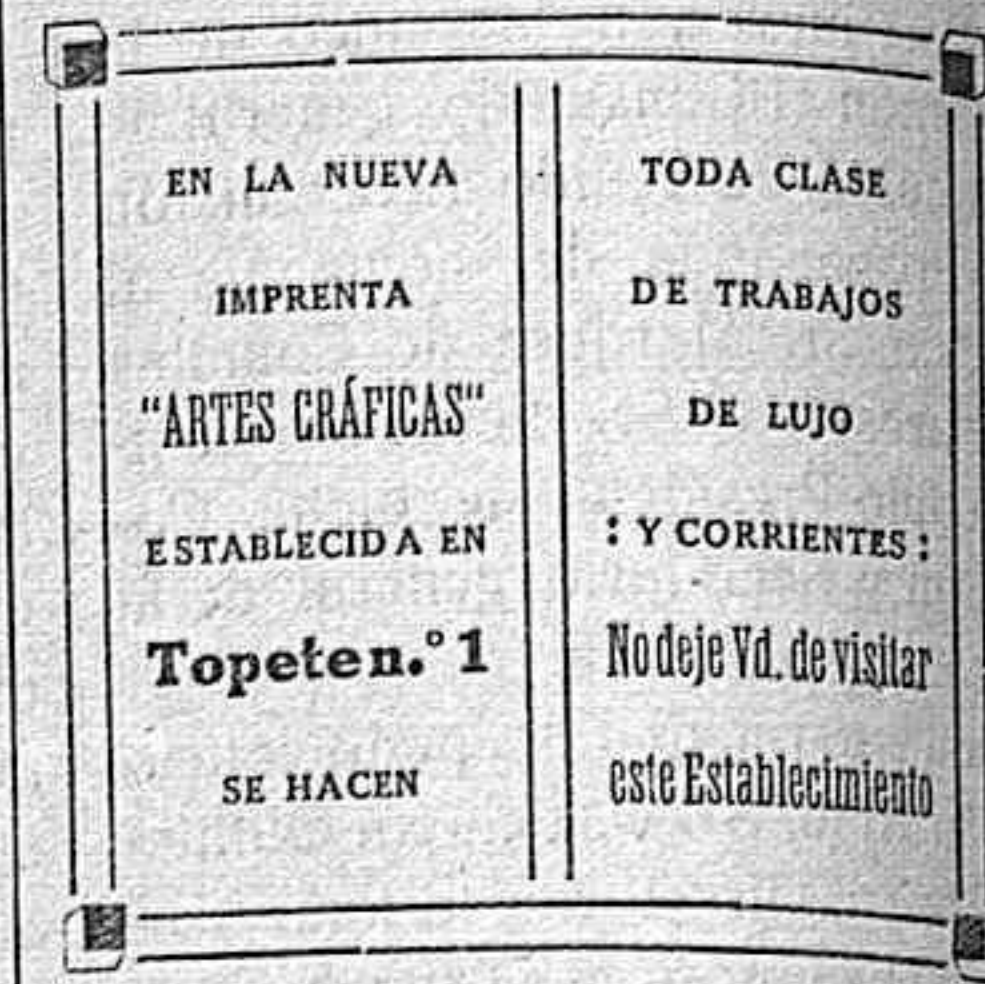 EN LA NUEVA
IMPRENTA
“ARTES GRÁFICAS“
ESTABLECIDA EN
Topete n.° 1
SE HACEN
TODA CLASE
DE TRABAJOS
DE LUJO
: Y CORRIENTES :
No deje Vd. de visitar
este Establecimiento